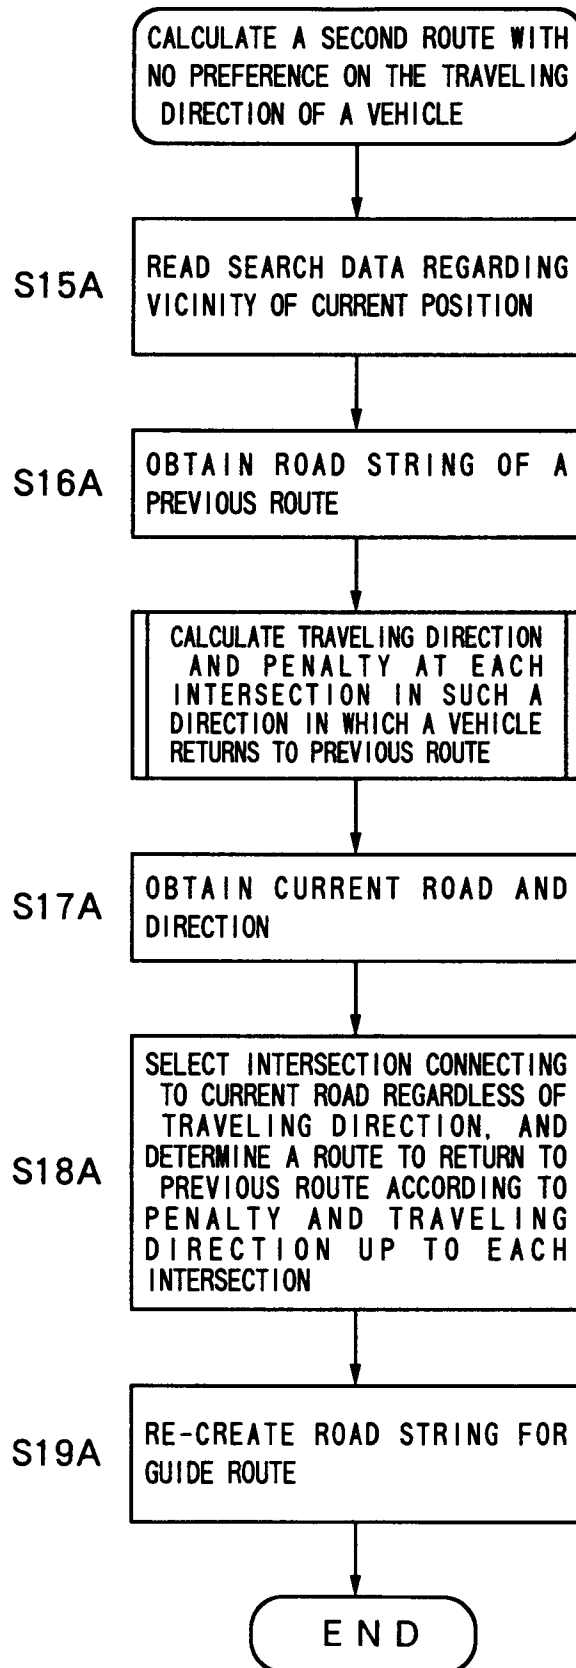 CALCULATE A SECOND ROUTE WITH
NO PREFERENCE ON THE TRAVELING
DIRECTION OF A VEHICLE
S15A
READ SEARCH DATA REGARDING
VICINITY OF CURRENT POSITION
S16A
OBTAIN ROAD STRING OF A
PREVIOUS ROUTE
CALCULATE TRAVELING DIRECTION
AND PENALTY AT EACH
INTERSECTION IN SUCH A
DIRECTION IN WHICH A VEHICLE
RETURNS TO PREVIOUS ROUTE
S17A
OBTAIN CURRENT ROAD AND
DIRECTION
S18A
SELECT INTERSECTION CONNECTING
TO CURRENT ROAD REGARDLESS OF
TRAVELING DIRECTION, AND
DETERMINE A ROUTE TO RETURN TO
PREVIOUS ROUTE ACCORDING TO
PENALTY AND TRAVELING
DIRECTION UP TO EACH
INTERSECTION
S19A
RE-CREATE ROAD STRING FOR
GUIDE ROUTE
END